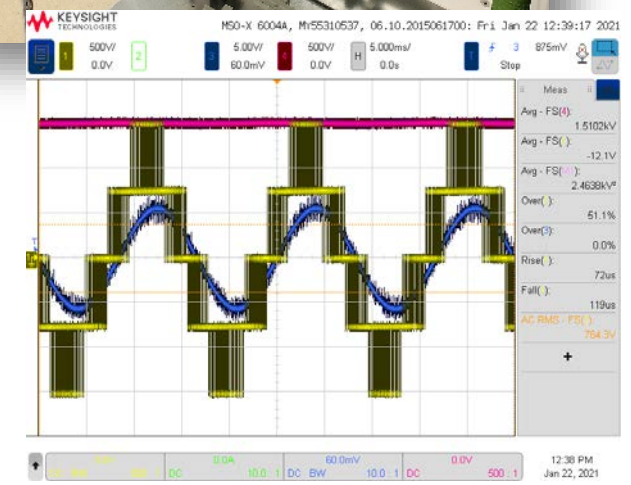 KEYSIGHT
TECHNOLOGIES
MSO-X 6004A, MY55310537, 06.10.2015061700: Fri Jan 22 12:39:17 2021
1 500V/ 0.0V
2
3 5.00V/ 60.0mV
4 500V/ 0.0V
H 5.000ms/ 0.0s
T 3 875mV
Stop
Meas
Avg - FS(4):
1.5102kV
Avg - FS( ):
-12.1V
Avg - FS( ):
2.4638kV²
Over( ):
51.1%
Over(3):
0.0%
Rise( ):
72us
Fall( ):
119us
AC RMS - FS( ):
764.3V
+
0.0A 60.0mV 0.0V
DC 10.0 : 1 DC BW 10.0 : 1 DC 500 : 1
12:38 PM
Jan 22, 2021